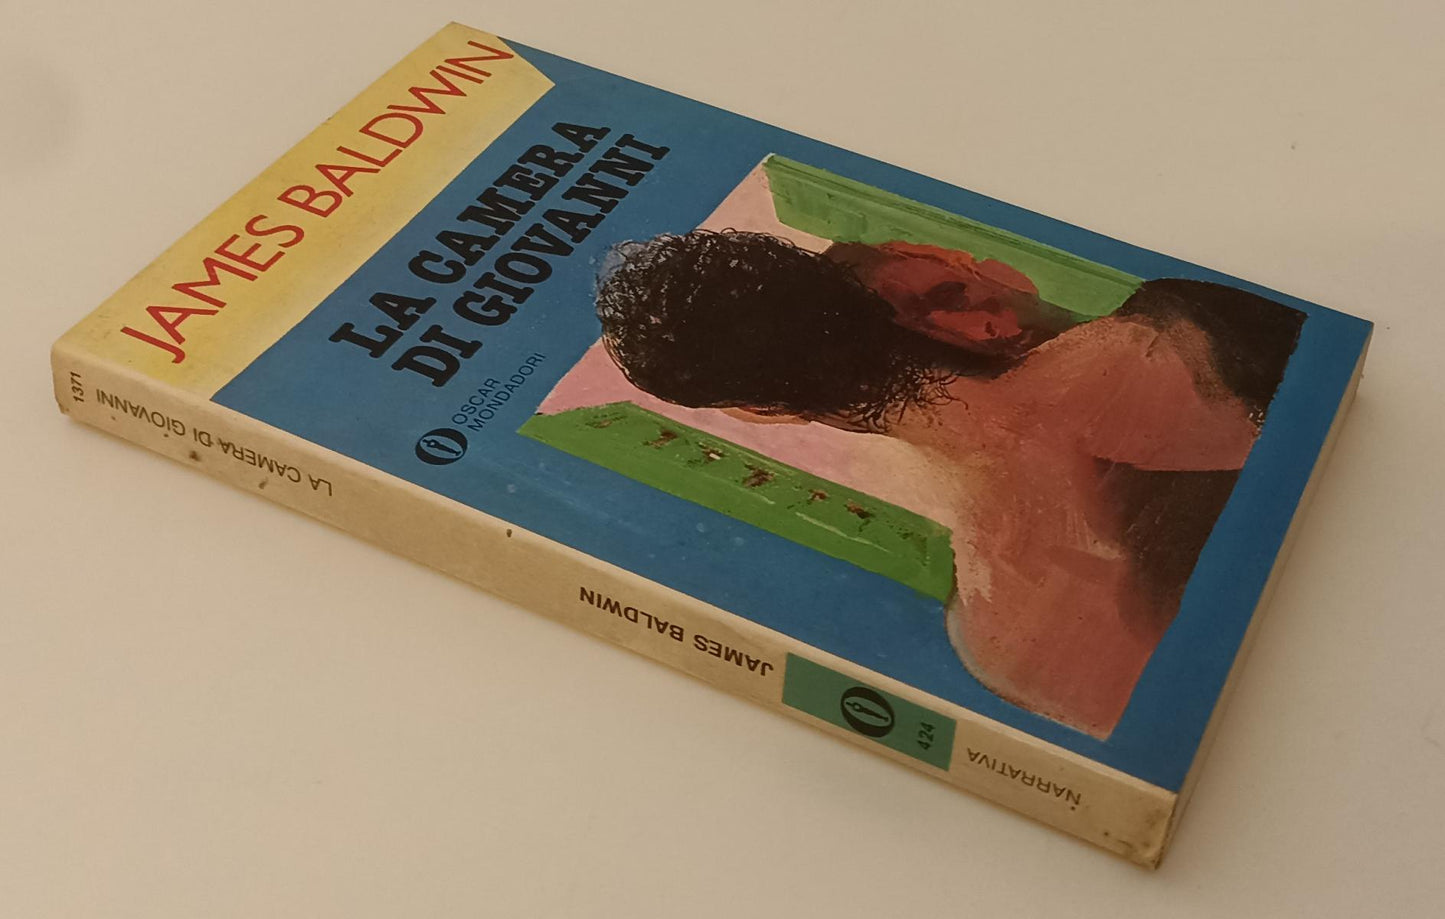 JAMES BALDWIN
LA CAMERA
DI GIOVANNI
OSCAR
MONDADORI
1371
LA CAMERA DI GIOVANNI
JAMES BALDWIN
424
NARRATIVA